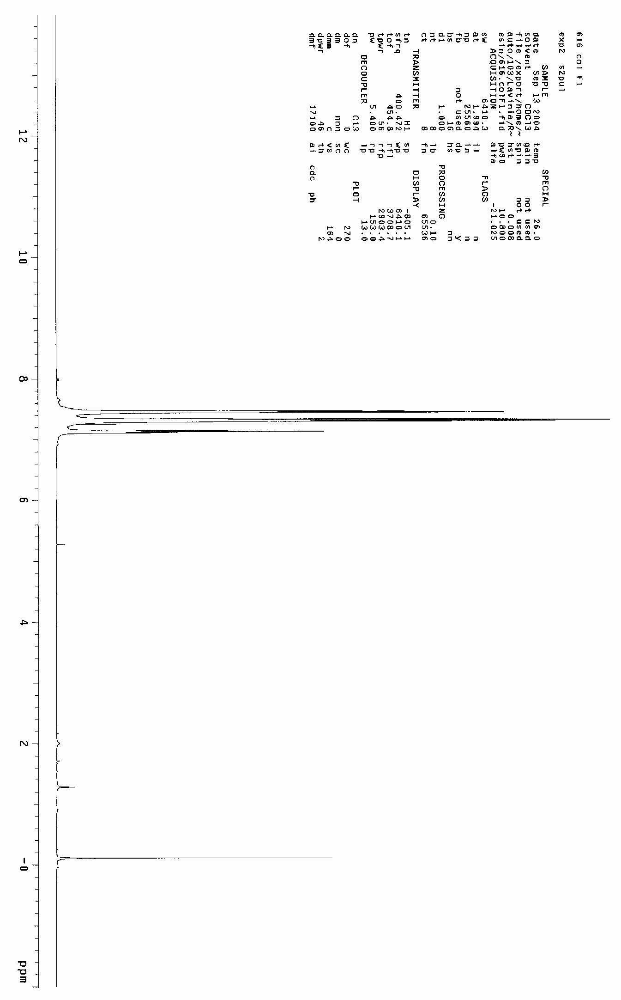 616 col F1
exp2 s2pul
SAMPLE
date Sep 13 2004
solvent CDCl3
file /export/home/~
auto/103/Lavinia/R~
esin/616.colF1.fid
ACQUISITION
sw 6410.3
at 1.994
np 25560
fb not used
bs 16
d1 1.000
nt 8
ct 8
TRANSMITTER
tn H1
sfrq 400.472
tof 454.8
tpwr 56
pw 5.400
DECOUPLER
dn C13
dof 0
dm nnn
dmm c
dpwr 46
dmf 17100
SPECIAL
temp 26.0
gain not used
spin not used
hst 0.008
pw90 10.800
alfa -21.025
FLAGS
il n
in n
dp y
hs nn
PROCESSING
lb 0.10
fn 65536
DISPLAY
sp -805.1
wp 6410.1
rfl 3708.7
rfp 2903.4
rp 153.0
lp 13.0
PLOT
wc 270
sc 0
vs 164
th 2
ai cdc ph
12 10 8 6 4 2 -0 ppm